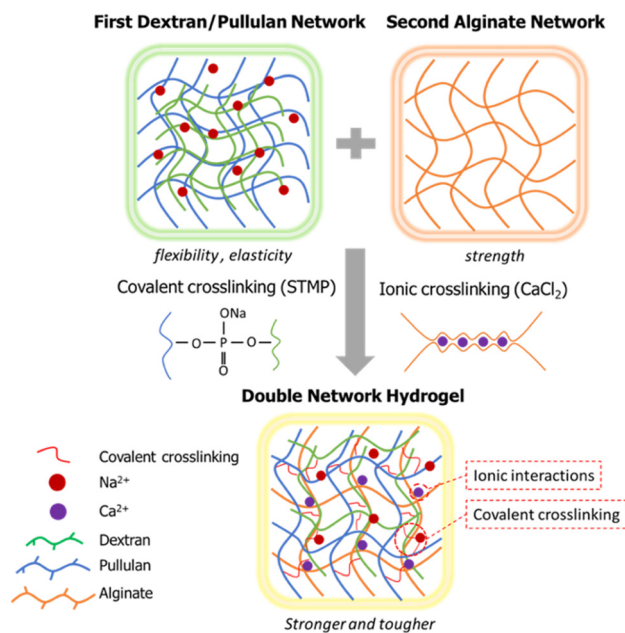 First Dextran/Pullulan Network
Second Alginate Network
flexibility, elasticity
strength
Covalent crosslinking (STMP)
Ionic crosslinking (CaCl₂)
ONa
O P O
O
Double Network Hydrogel
Covalent crosslinking
Na²⁺
Ca²⁺
Dextran
Pullulan
Alginate
Ionic interactions
Covalent crosslinking
Stronger and tougher